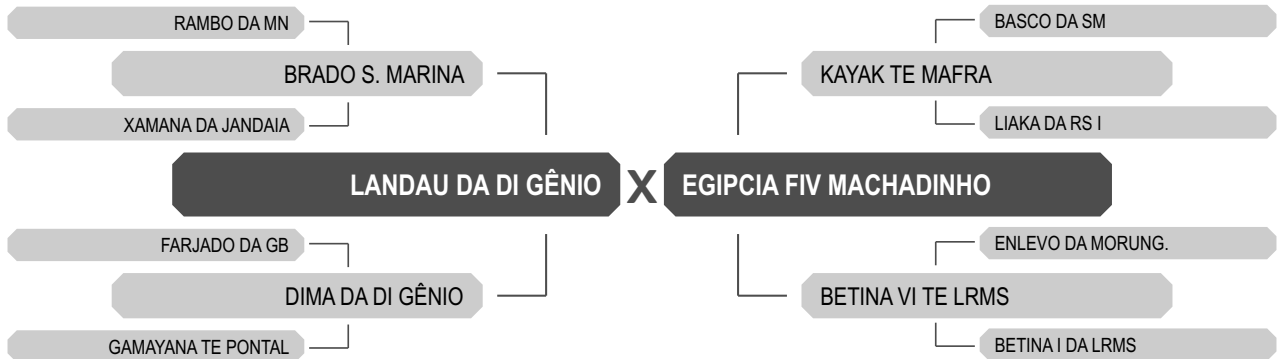 RAMBO DA MN
BASCO DA SM
BRADO S. MARINA
KAYAK TE MAFRA
XAMANA DA JANDAIA
LIAKA DA RS I
LANDAU DA DI GÊNIO X EGIPCIA FIV MACHADINHO
FARJADO DA GB
ENLEVO DA MORUNG.
DIMA DA DI GÊNIO
BETINA VI TE LRMS
GAMAYANA TE PONTAL
BETINA I DA LRMS